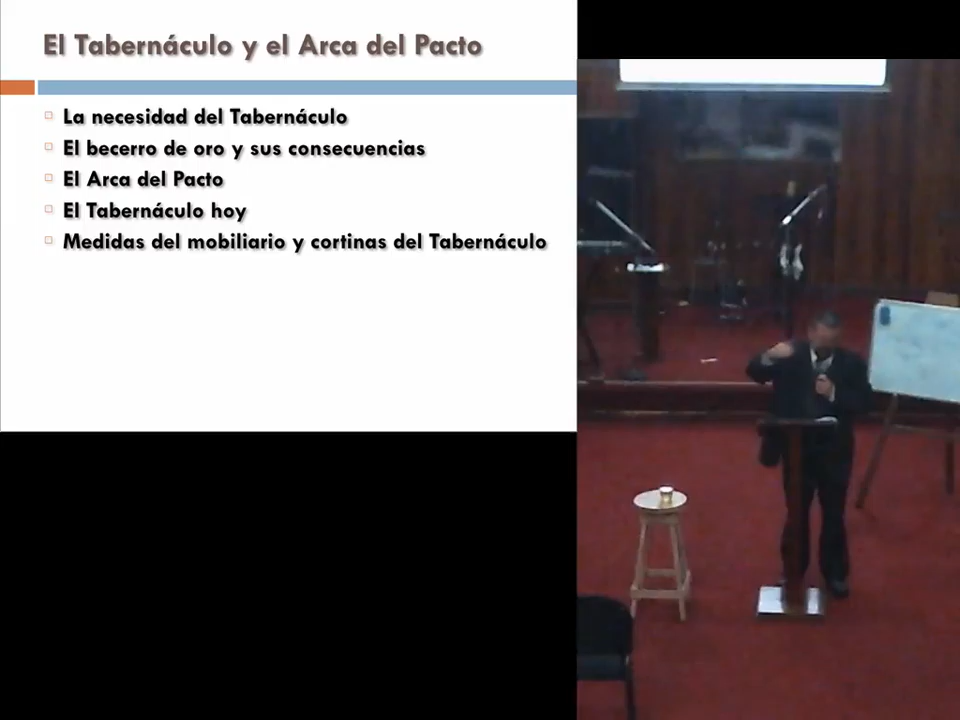 El Tabernáculo y el Arca del Pacto
La necesidad del Tabernáculo
El becerro de oro y sus consecuencias
El Arca del Pacto
El Tabernáculo hoy
Medidas del mobiliario y cortinas del Tabernáculo